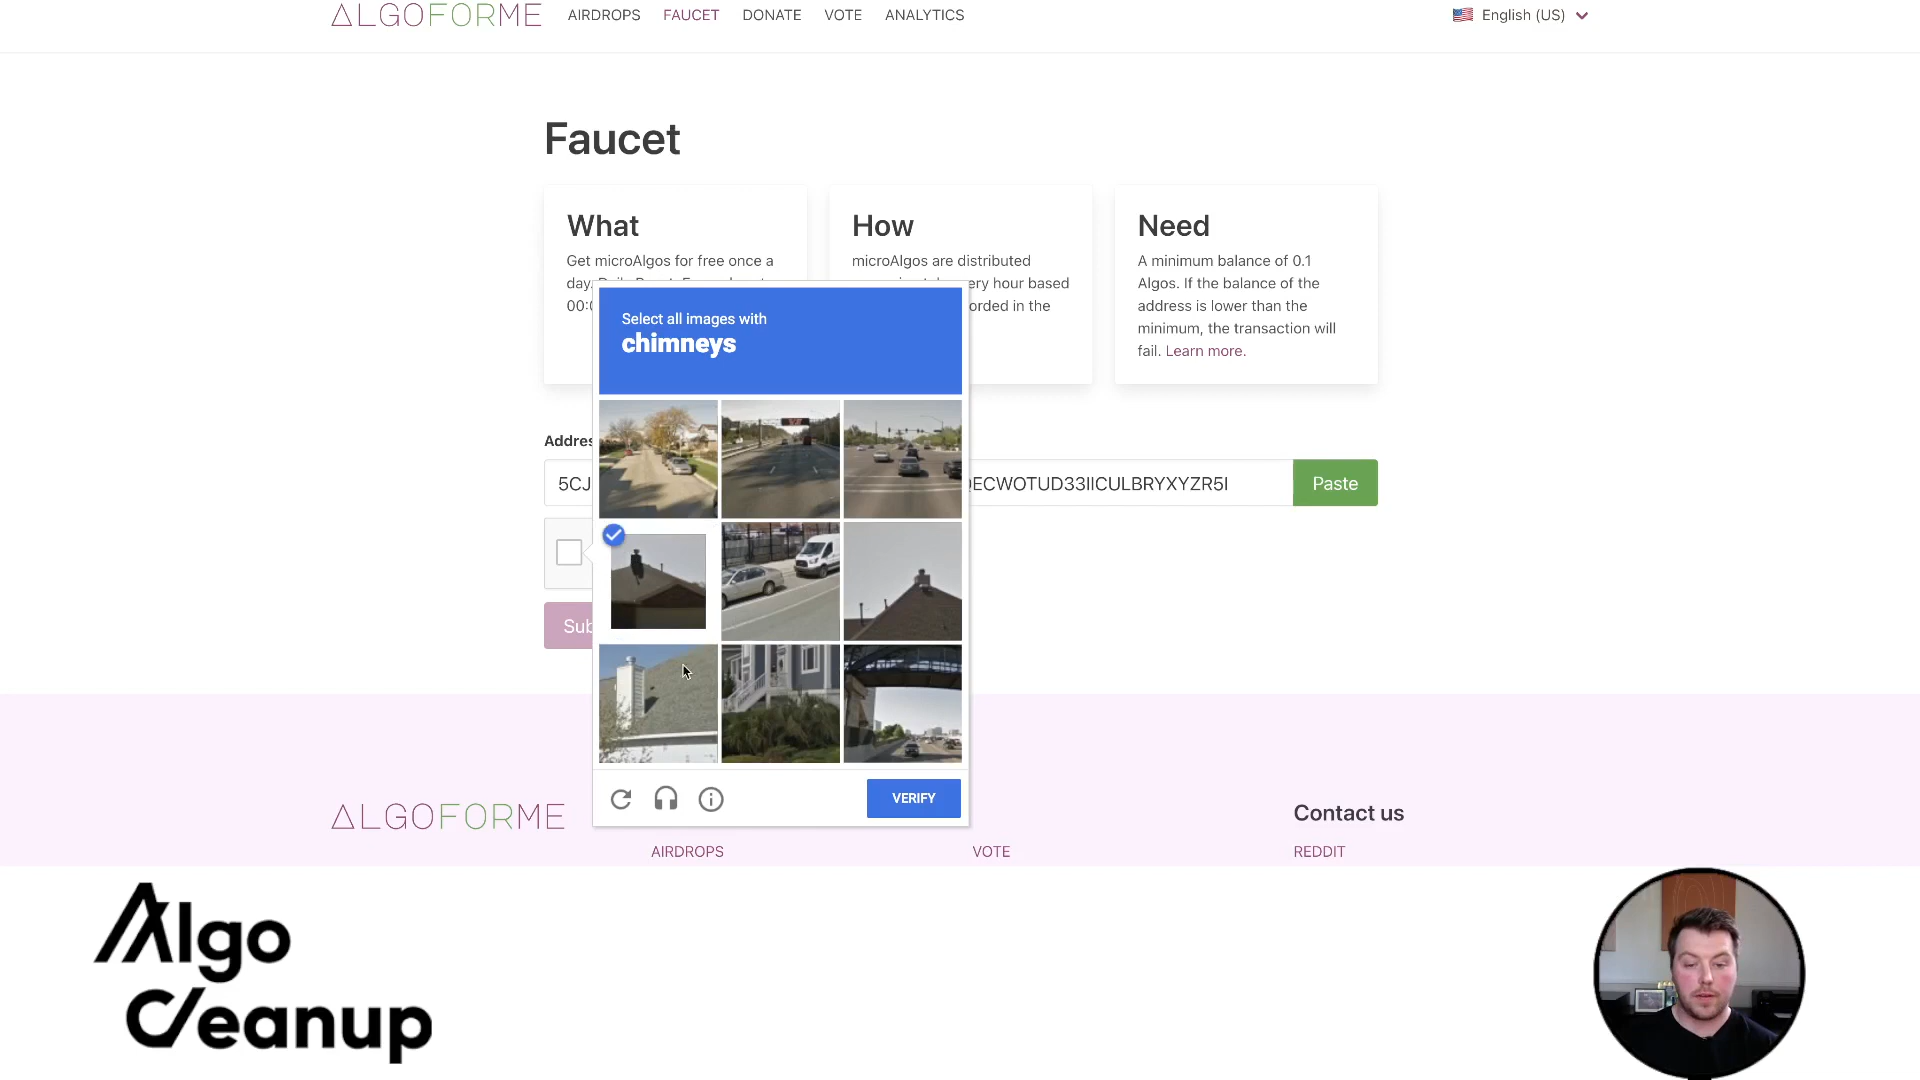 ALGOFORME AIRDROPS FAUCET DONATE VOTE ANALYTICS English (US)
Faucet
What
Get microAlgos for free once a
day.
00:
How
microAlgos are distributed
ery hour based
orded in the
Need
A minimum balance of 0.1
Algos. If the balance of the
address is lower than the
minimum, the transaction will
fail. Learn more.
Select all images with
chimneys
Addres
5CJ
ECWOTUD33IICULBRYXYZR5I
Paste
Sub
VERIFY
ALGOFORME
Contact us
AIRDROPS VOTE REDDIT
Algo
Cleanup